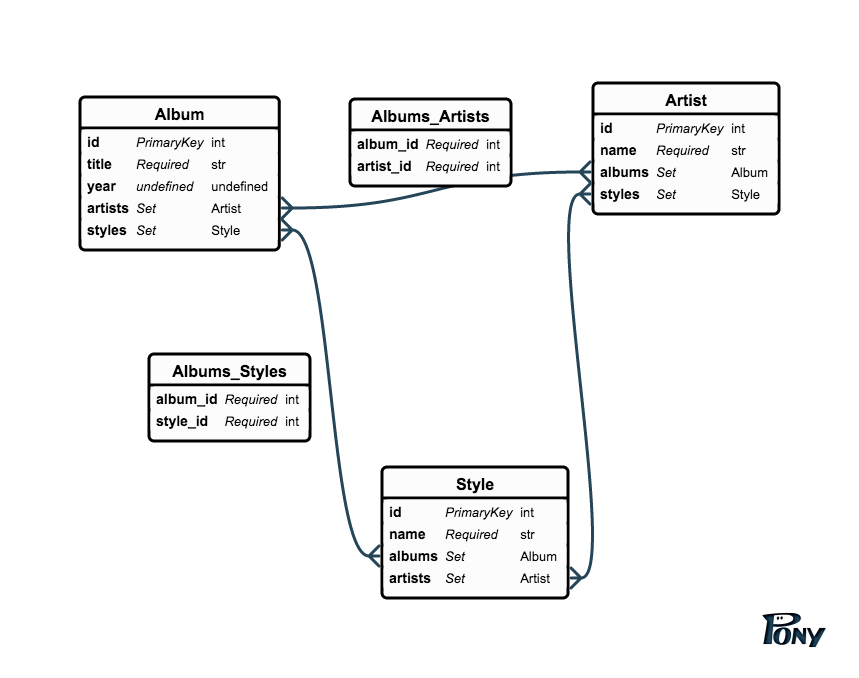 Album
id PrimaryKey int
title Required str
year undefined undefined
artists Set Artist
styles Set Style
Albums_Artists
album_id Required int
artist_id Required int
Artist
id PrimaryKey int
name Required str
albums Set Album
styles Set Style
Albums_Styles
album_id Required int
style_id Required int
Style
id PrimaryKey int
name Required str
albums Set Album
artists Set Artist
PONY